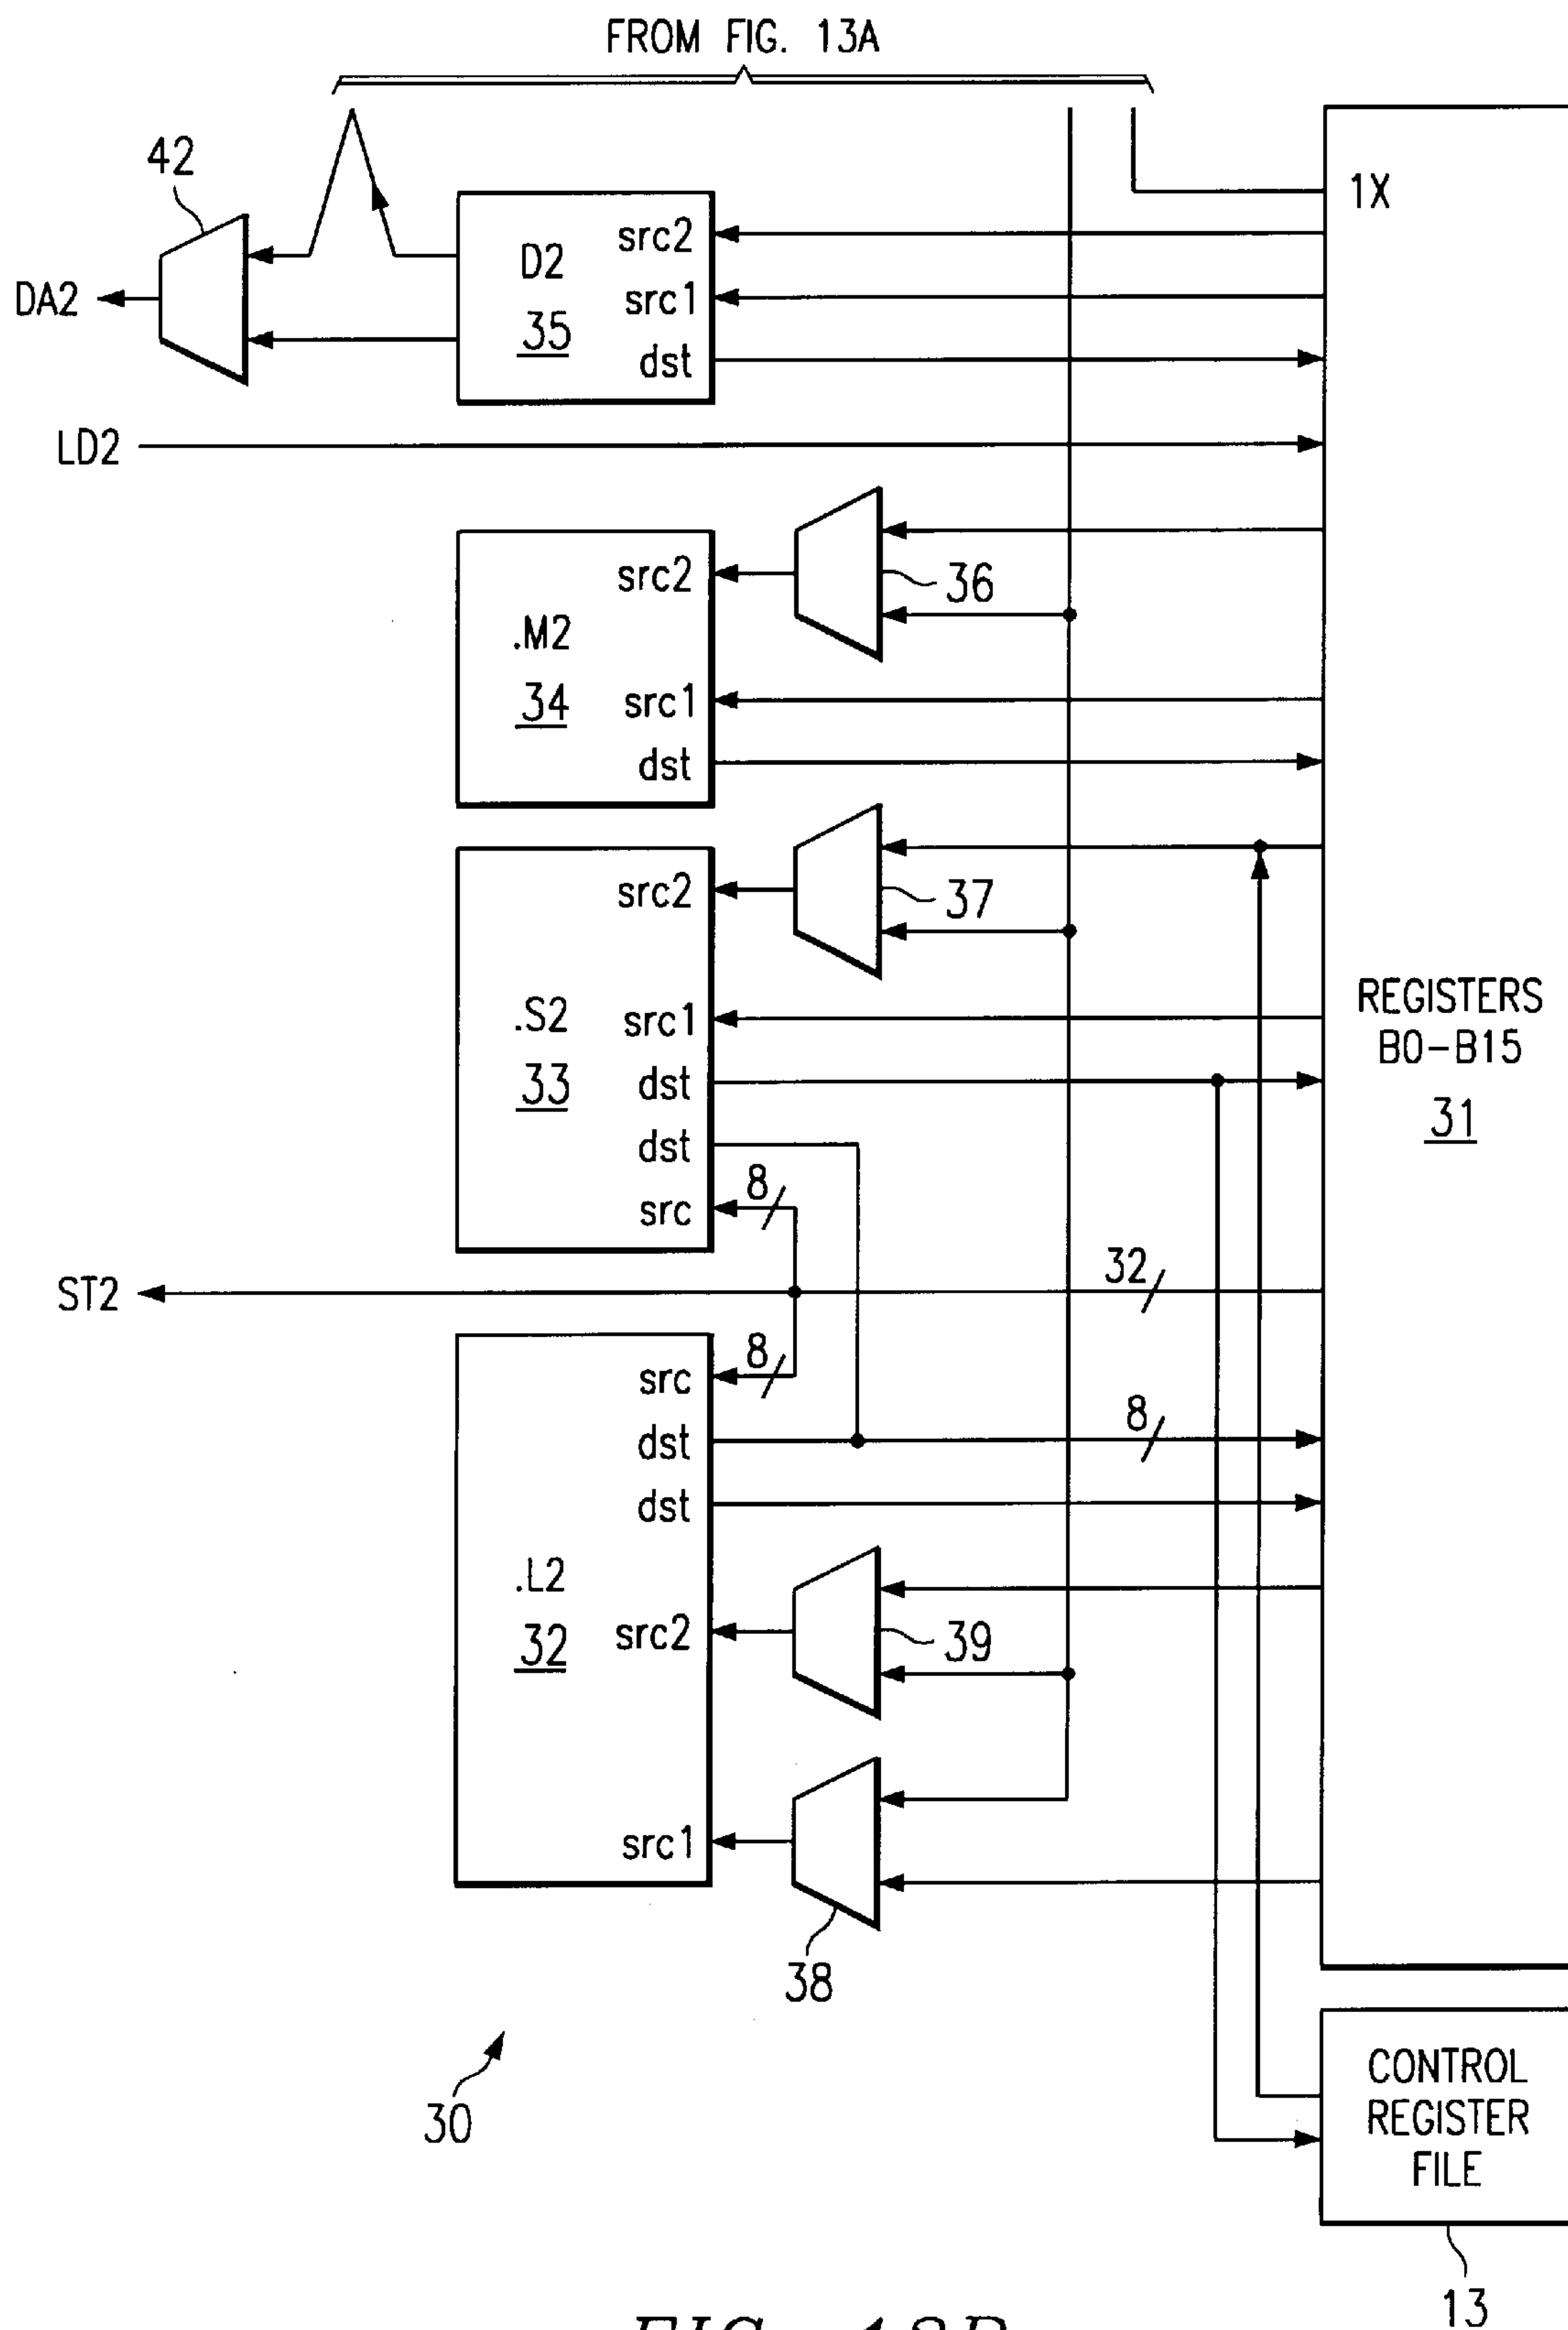 FROM FIG. 13A
42
1X
src2
D2
DA2
src1
35
dst
LD2
src2
36
.M2
34
src1
dst
src2
37
.S2
src1
REGISTERS
B0-B15
33
dst
31
dst
8
src
32
ST2
8
src
8
dst
dst
.L2
32
src2
39
src1
38
30
CONTROL
REGISTER
FILE
13